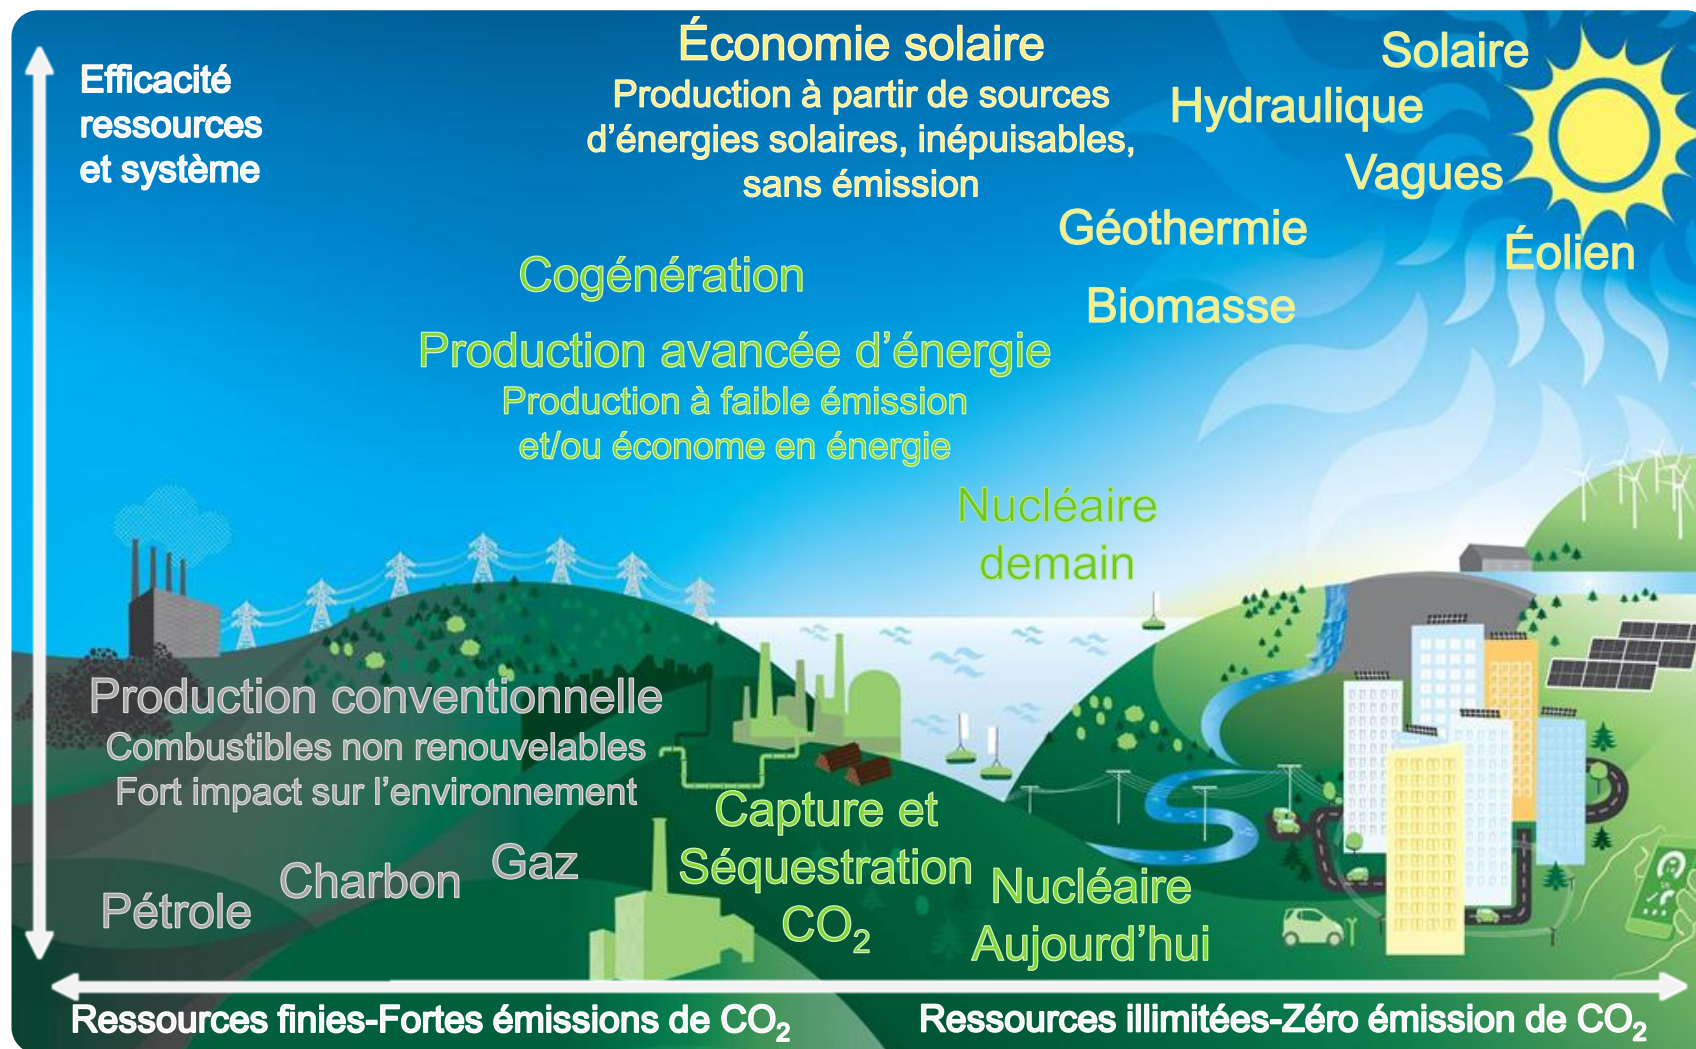 Efficacité
ressources
et système
Économie solaire
Production à partir de sources
d’énergies solaires, inépuisables,
sans émission
Solaire
Hydraulique
Vagues
Géothermie
Éolien
Biomasse
Cogénération
Production avancée d’énergie
Production à faible émission
et/ou économe en énergie
Nucléaire
demain
Production conventionnelle
Combustibles non renouvelables
Fort impact sur l’environnement
Pétrole
Charbon
Gaz
Capture et
Séquestration
CO₂
Nucléaire
Aujourd’hui
Ressources finies-Fortes émissions de CO₂
Ressources illimitées-Zéro émission de CO₂